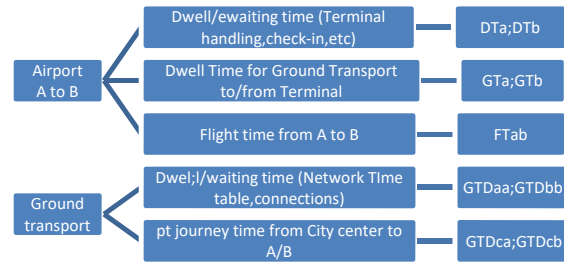 Dwell/ewaiting time (Terminal
handling,check-in,etc)
DTa;DTb
Airport
A to B
Dwell Time for Ground Transport
to/from Terminal
GTa;GTb
Flight time from A to B
FTab
Dwel;l/waiting time (Network TIme
table,connections)
GTDaa;GTDbb
Ground
transport
pt journey time from City center to
A/B
GTDca;GTDcb